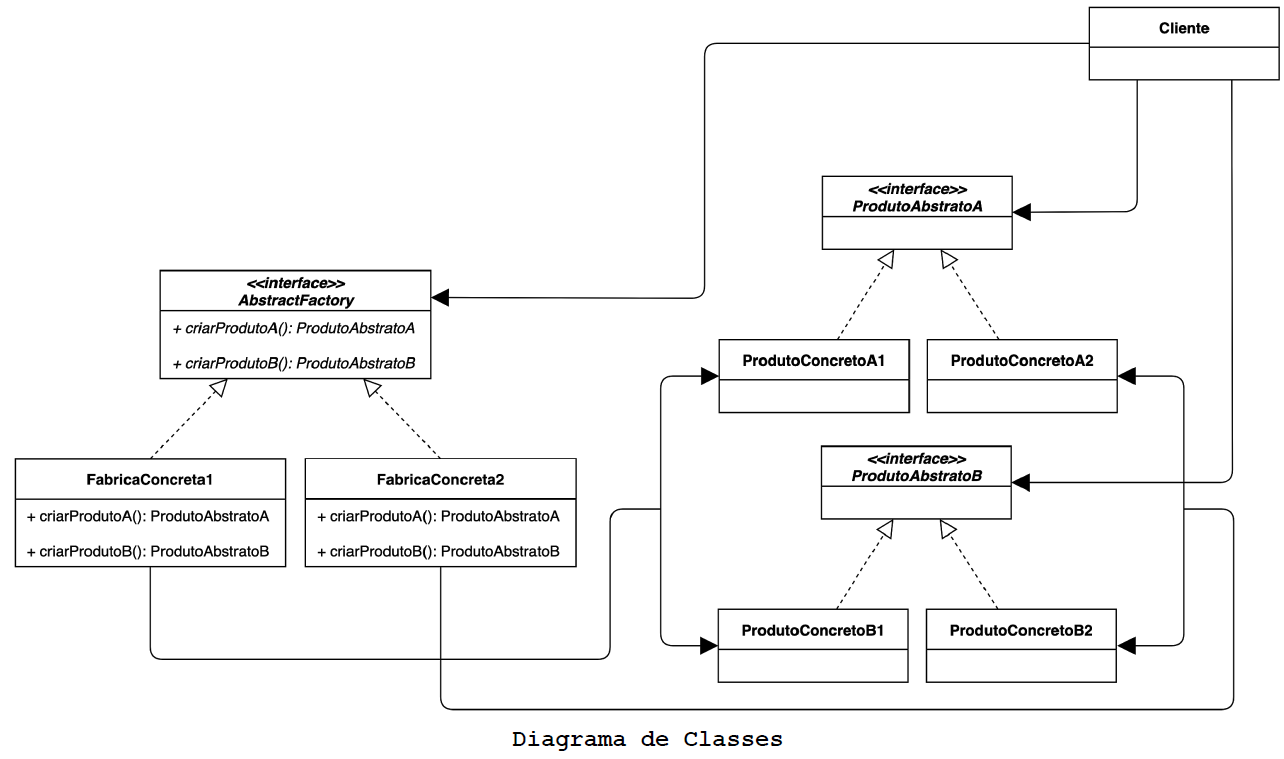 Cliente
<<interface>>
ProdutoAbstratoA
<<interface>>
AbstractFactory
+ criarProdutoA(): ProdutoAbstratoA
+ criarProdutoB(): ProdutoAbstratoB
ProdutoConcretoA1
ProdutoConcretoA2
<<interface>>
ProdutoAbstratoB
FabricaConcreta1
+ criarProdutoA(): ProdutoAbstratoA
+ criarProdutoB(): ProdutoAbstratoB
FabricaConcreta2
+ criarProdutoA(): ProdutoAbstratoA
+ criarProdutoB(): ProdutoAbstratoB
ProdutoConcretoB1
ProdutoConcretoB2
Diagrama de Classes